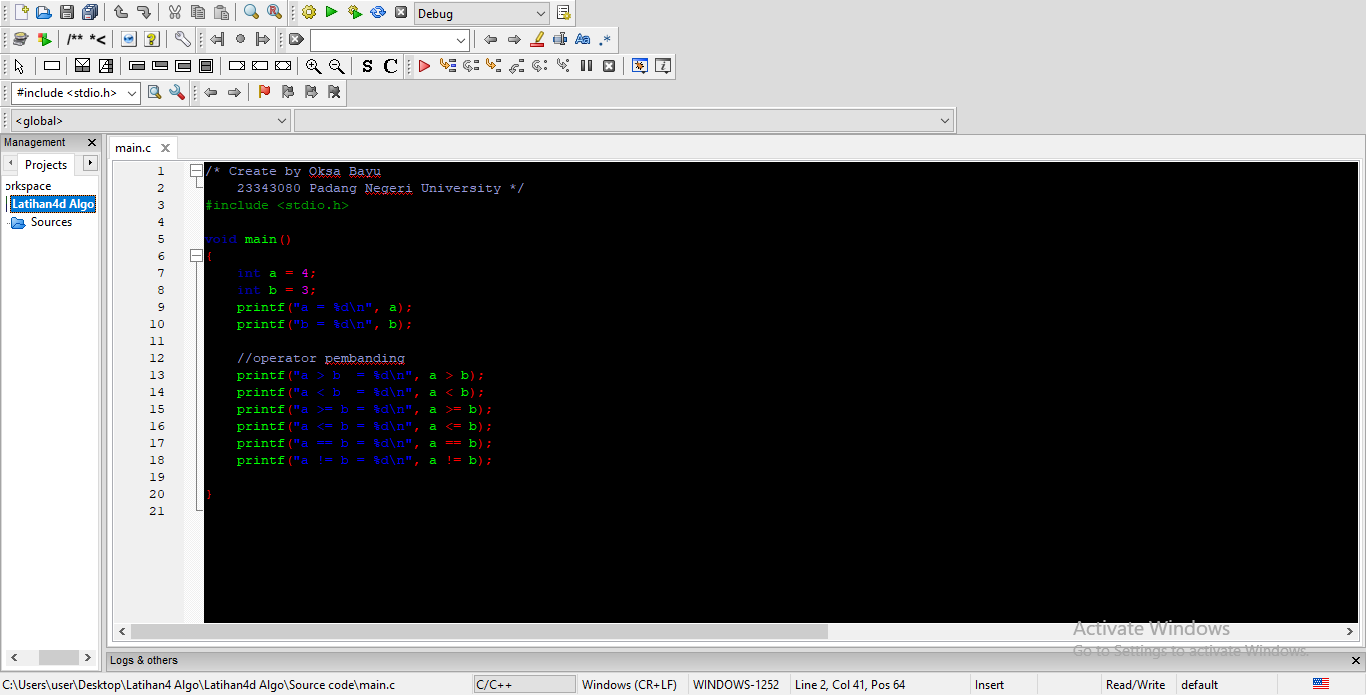 Debug
/** *<
Aa .*
S C
#include <stdio.h>
<global>
Management
Projects
orkspace
Latihan4d Algo
Sources
main.c
1 /* Create by Oksa Bayu
2 23343080 Padang Negeri University */
3 #include <stdio.h>
4
5 void main()
6 {
7 int a = 4;
8 int b = 3;
9 printf("a = %d\n", a);
10 printf("b = %d\n", b);
11
12 //operator pembanding
13 printf("a > b  = %d\n", a > b);
14 printf("a < b  = %d\n", a < b);
15 printf("a >= b = %d\n", a >= b);
16 printf("a <= b = %d\n", a <= b);
17 printf("a == b = %d\n", a == b);
18 printf("a != b = %d\n", a != b);
19
20 }
21
Activate Windows
Go to Settings to activate Windows.
Logs & others
C:\Users\user\Desktop\Latihan4 Algo\Latihan4d Algo\Source code\main.c C/C++ Windows (CR+LF) WINDOWS-1252 Line 2, Col 41, Pos 64 Insert Read/Write default